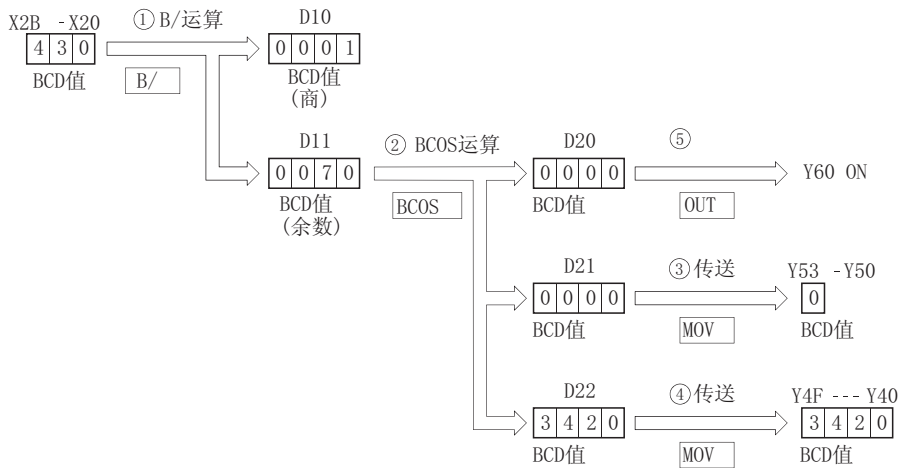 X2B -X20
4 3 0
BCD值
①B/运算
B/
D10
0 0 0 1
BCD值
(商)
D11
0 0 7 0
BCD值
(余数)
② BCOS运算
BCOS
D20
0 0 0 0
BCD值
⑤
OUT
Y60 ON
D21
0 0 0 0
BCD值
③传送
MOV
Y53 -Y50
0
BCD值
D22
3 4 2 0
BCD值
④传送
MOV
Y4F --- Y40
3 4 2 0
BCD值